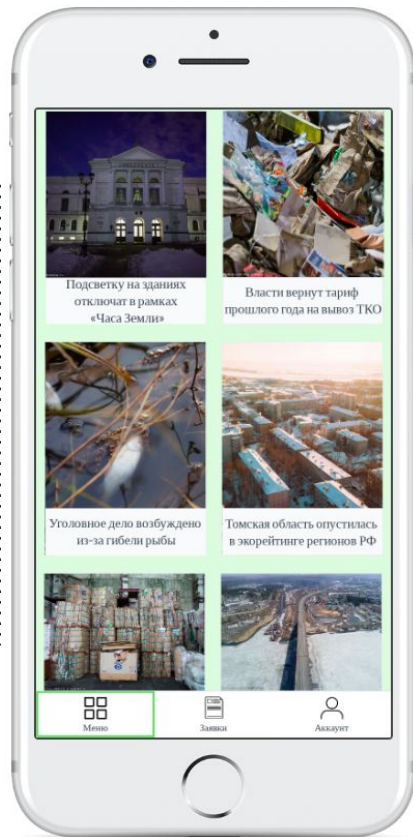 Подсветку на зданиях
отключат в рамках
«Часа Земли»
Власти вернут тариф
прошлого года на вывоз ТКО
Уголовное дело возбуждено
из-за гибели рыбы
Томская область опустилась
в экорейтинге регионов РФ
Меню
Заявки
Аккаунт